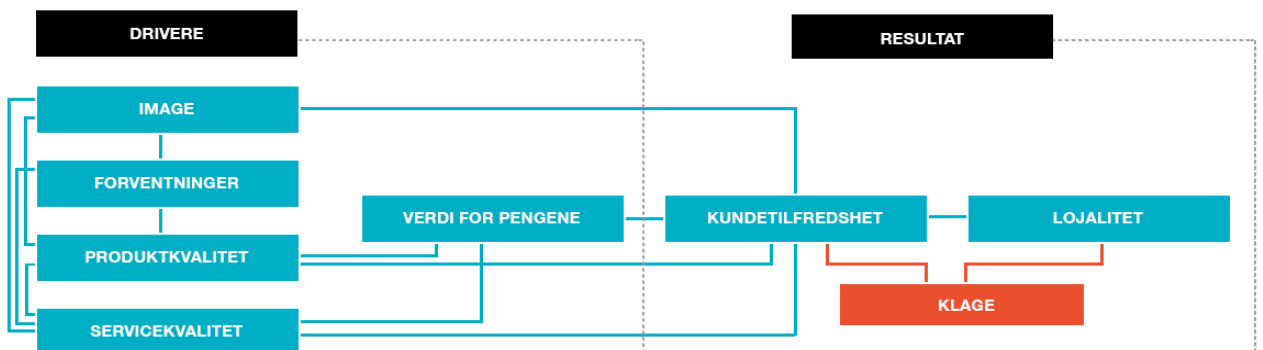 DRIVERE
RESULTAT
IMAGE
FORVENTNINGER
VERDI FOR PENGENE
KUNDETILFREDSHET
LOJALITET
PRODUKTKVALITET
KLAGE
SERVICEKVALITET